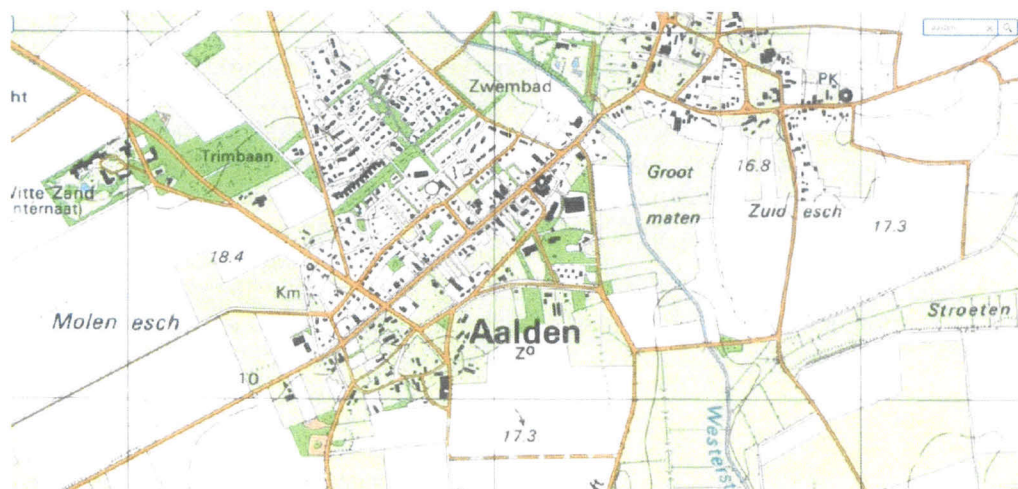 Zwembad
PK
ht
Trimbaan
Witte Zand
nternaat)
Groot
maten
16.8
Zuid esch
17.3
18.4
Km
Molen esch
Stroeten
Aalden
ZO
10
17.3
Westerst